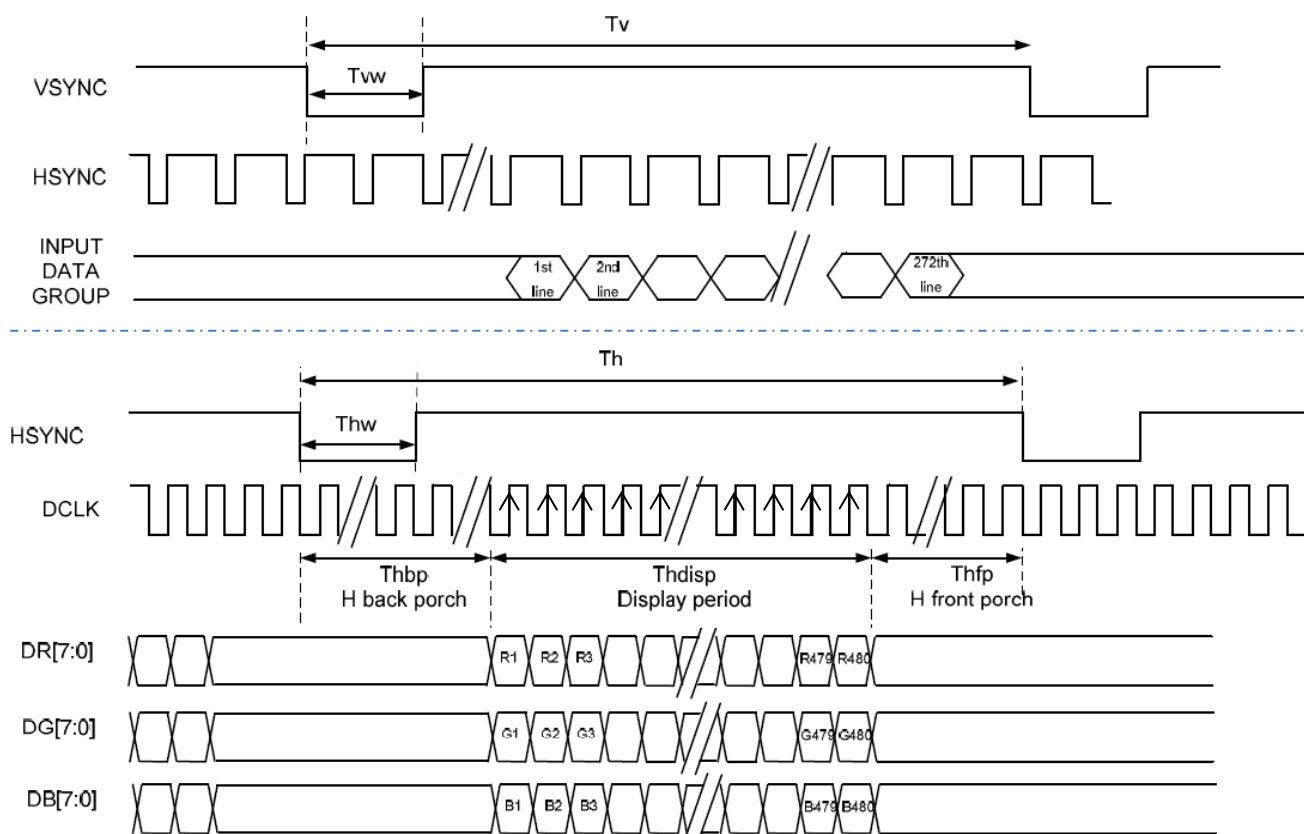 Tv
Tvw
VSYNC
HSYNC
INPUT
DATA
GROUP
1st
line
2nd
line
272th
line
Th
Thw
HSYNC
DCLK
Thbp
H back porch
Thdisp
Display period
Thfp
H front porch
DR[7:0]
R1 R2 R3 R479 R480
DG[7:0]
G1 G2 G3 G479 G480
DB[7:0]
B1 B2 B3 B479 B480